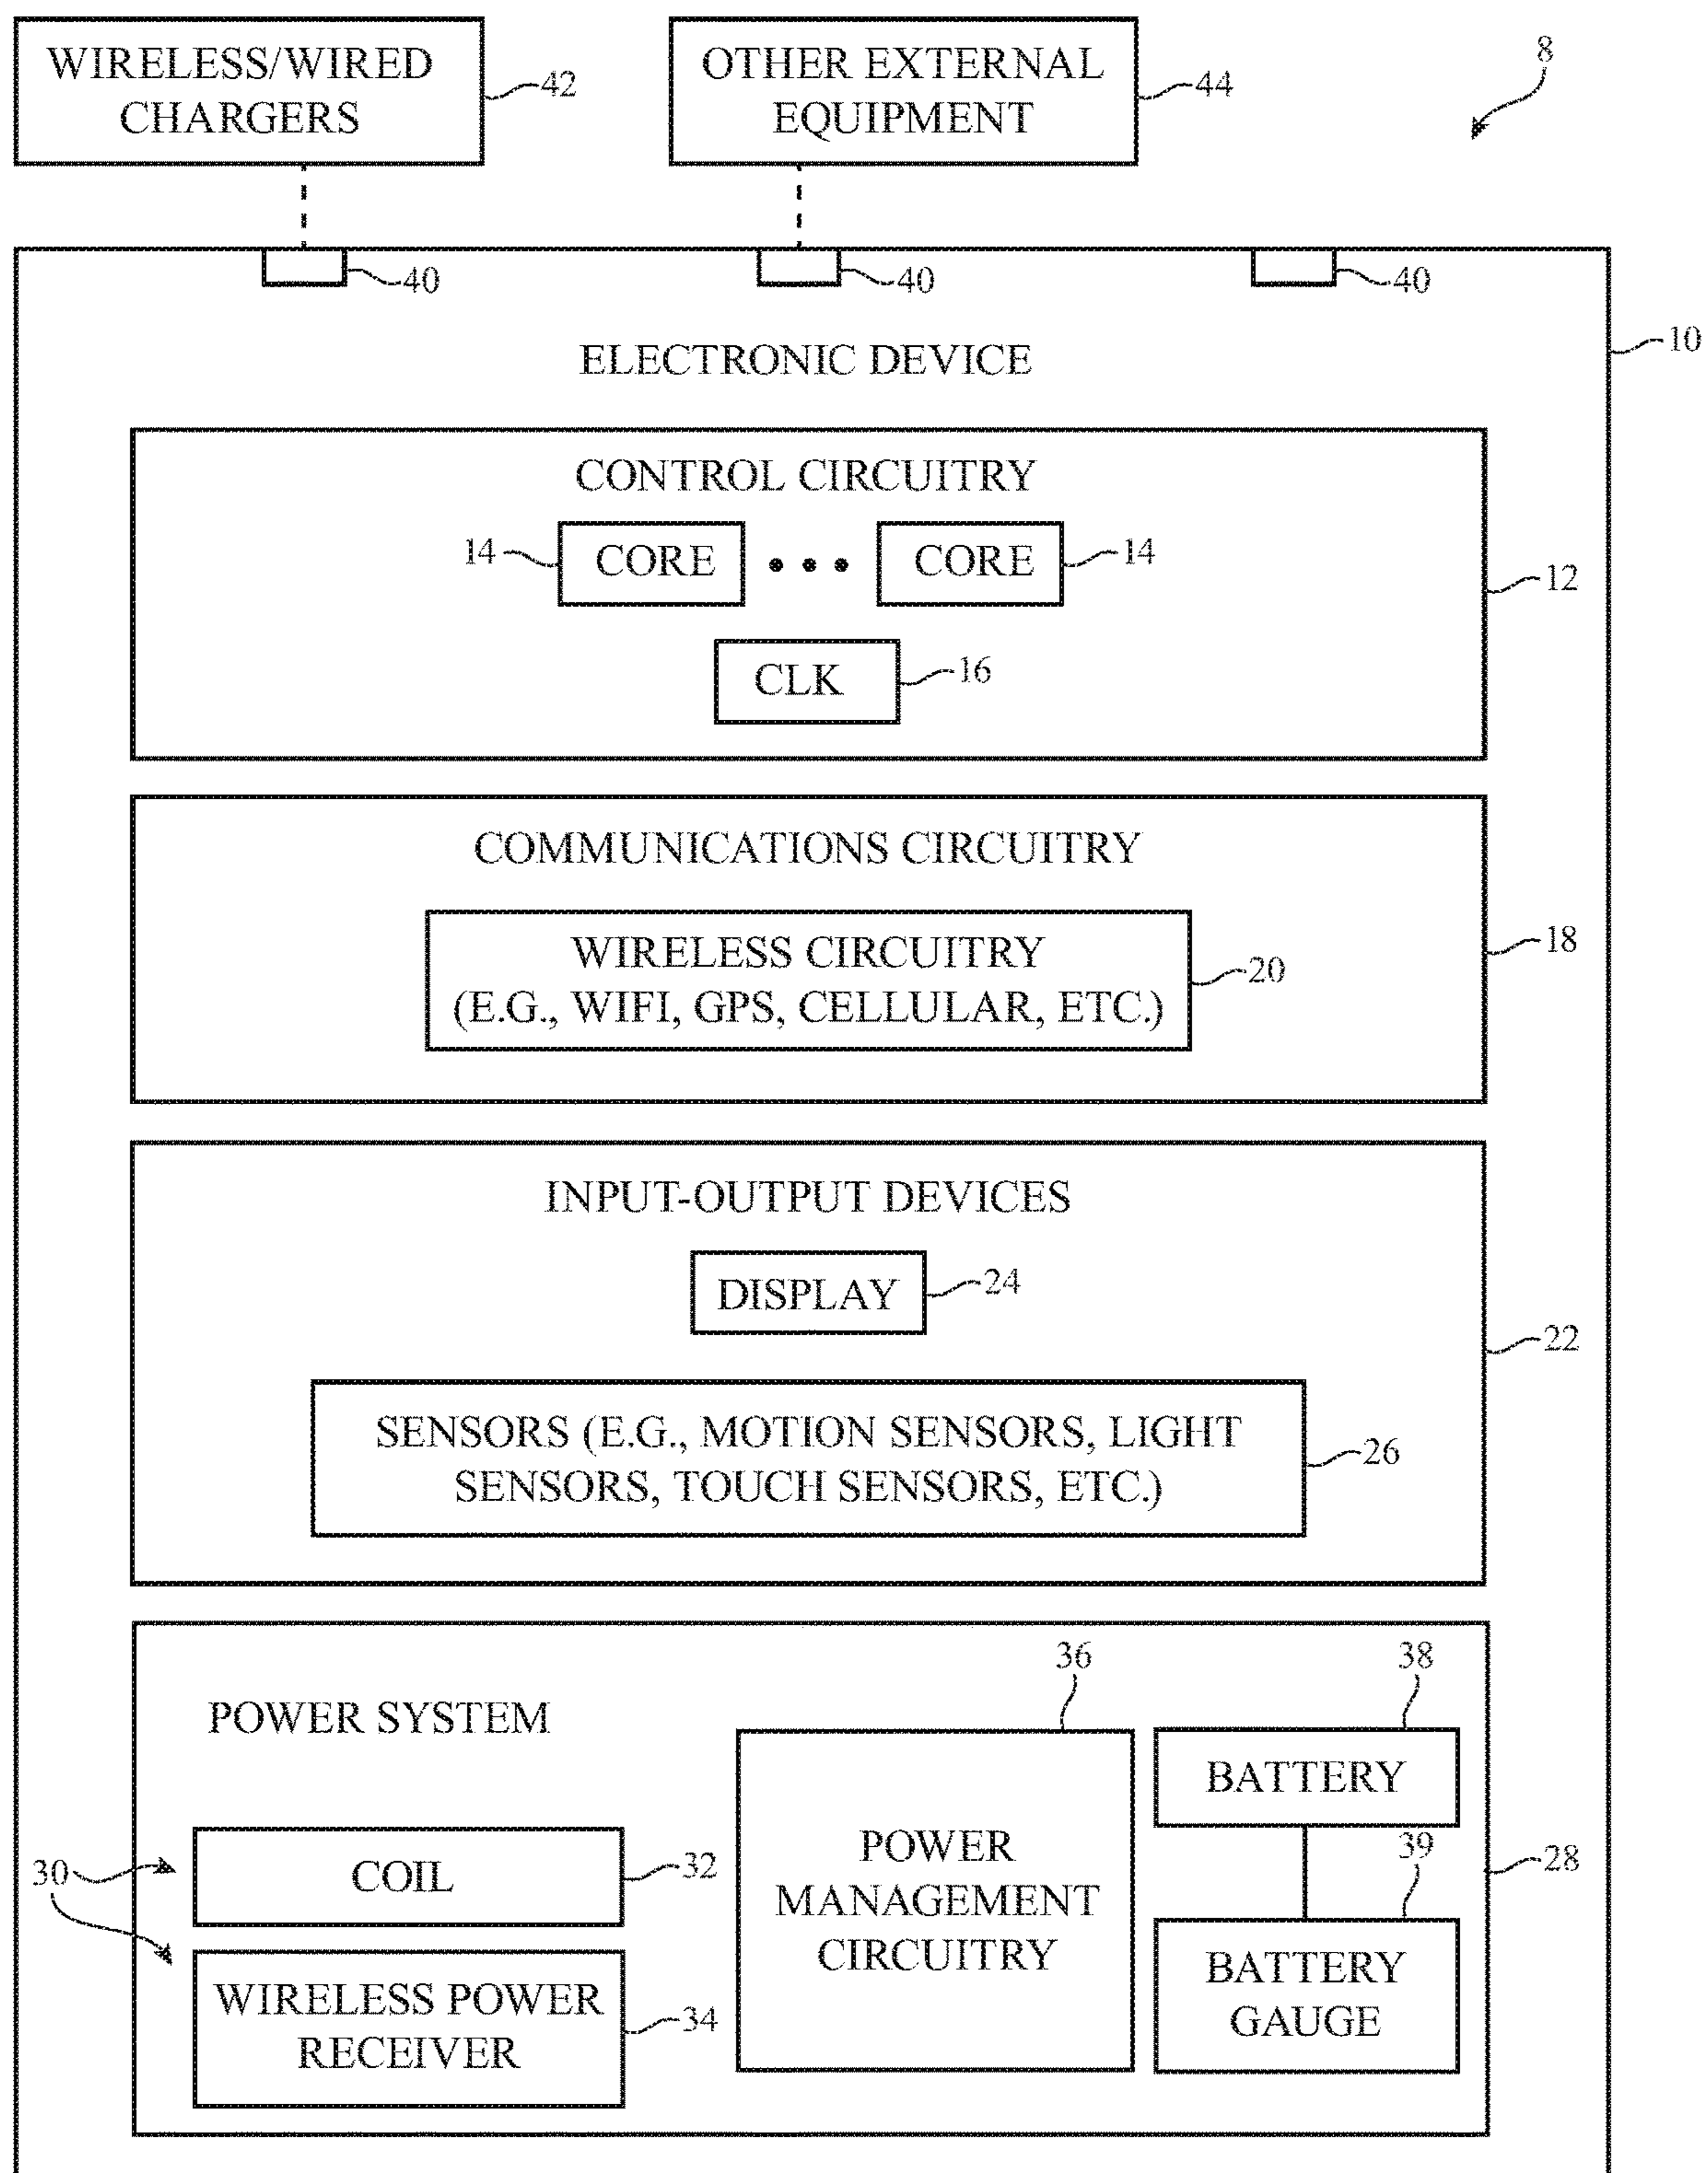 WIRELESS/WIRED
CHARGERS
42
OTHER EXTERNAL
EQUIPMENT
44
8
40
40
40
10
ELECTRONIC DEVICE
CONTROL CIRCUITRY
14
CORE
CORE
14
12
CLK
16
COMMUNICATIONS CIRCUITRY
WIRELESS CIRCUITRY
(E.G., WIFI, GPS, CELLULAR, ETC.)
20
18
INPUT-OUTPUT DEVICES
DISPLAY
24
22
SENSORS (E.G., MOTION SENSORS, LIGHT
SENSORS, TOUCH SENSORS, ETC.)
26
POWER SYSTEM
30
COIL
32
WIRELESS POWER
RECEIVER
34
36
POWER
MANAGEMENT
CIRCUITRY
38
BATTERY
39
BATTERY
GAUGE
28